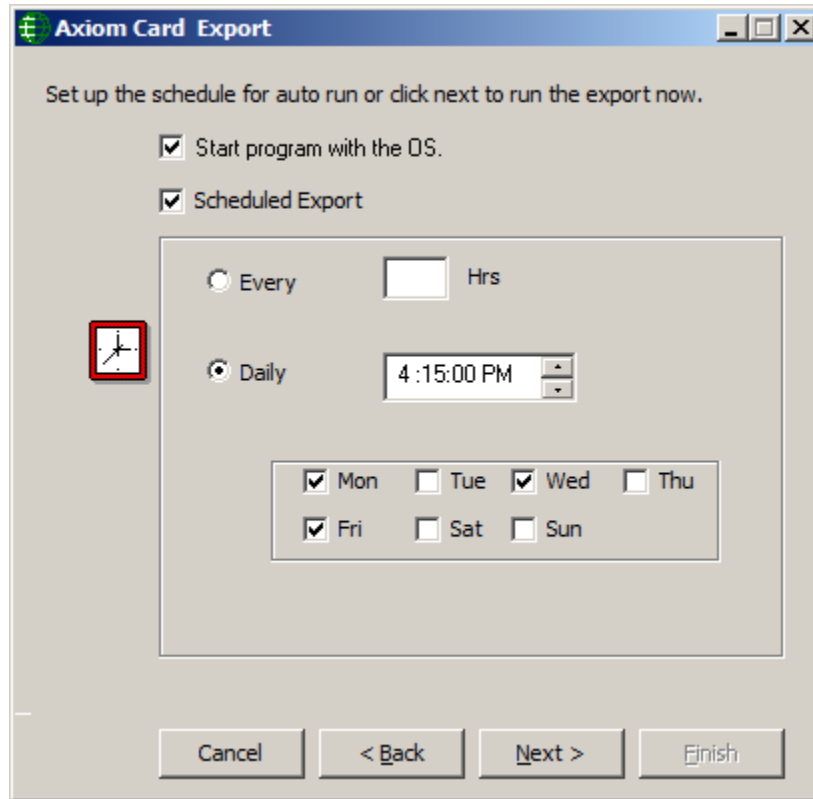 Axiom Card  Export
Set up the schedule for auto run or click next to run the export now.
Start program with the OS.
Scheduled Export
Every Hrs
Daily 4 :15:00 PM
Mon Tue Wed Thu
Fri Sat Sun
Cancel < Back Next > Finish